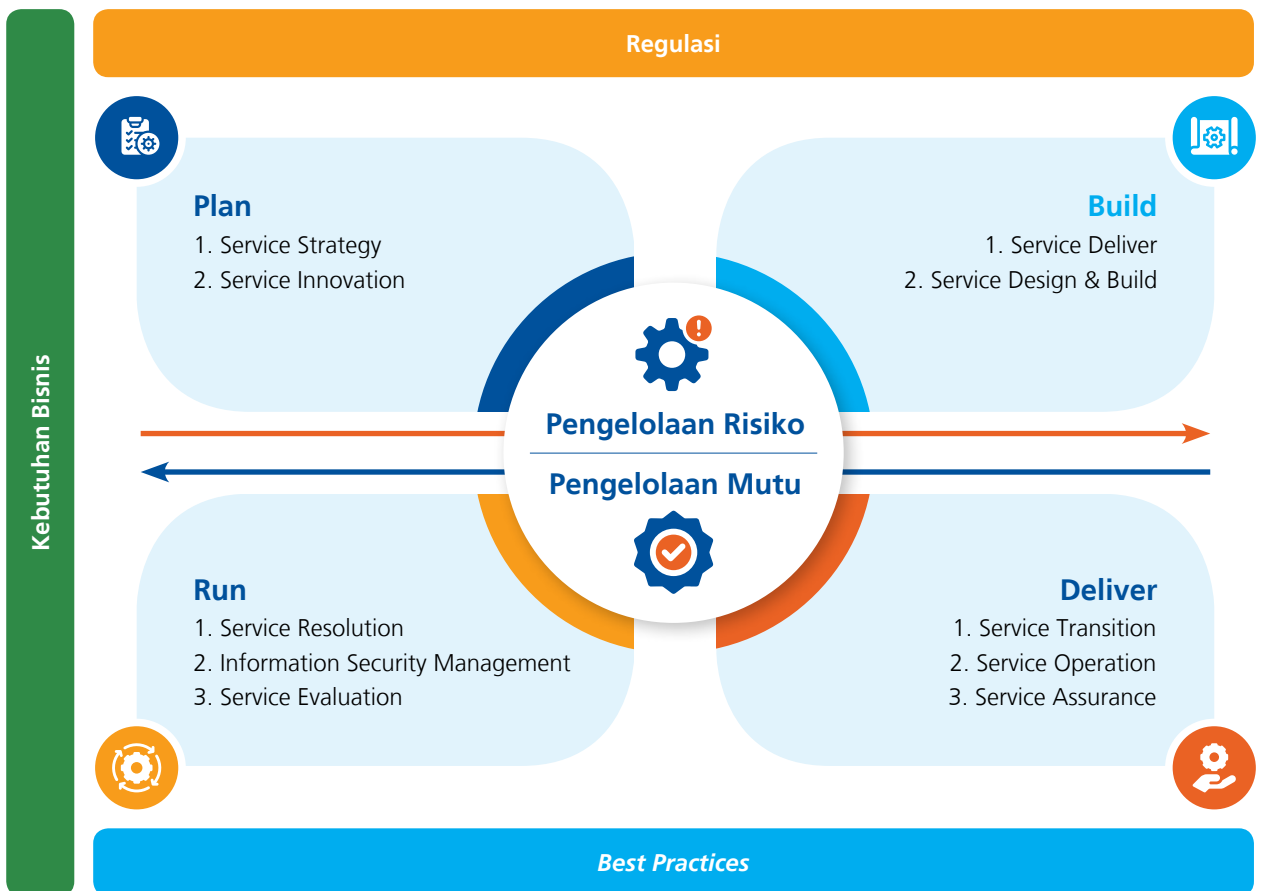 Regulasi
Kebutuhan Bisnis
Plan
1. Service Strategy
2. Service Innovation
Build
1. Service Deliver
2. Service Design & Build
Pengelolaan Risiko
Pengelolaan Mutu
Run
1. Service Resolution
2. Information Security Management
3. Service Evaluation
Deliver
1. Service Transition
2. Service Operation
3. Service Assurance
Best Practices